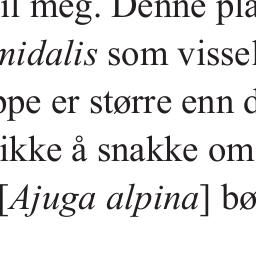 il meg. Denne pla
midalis som vissel
ppe er større enn d
ikke å snakke om
[Ajuga alpina] bø